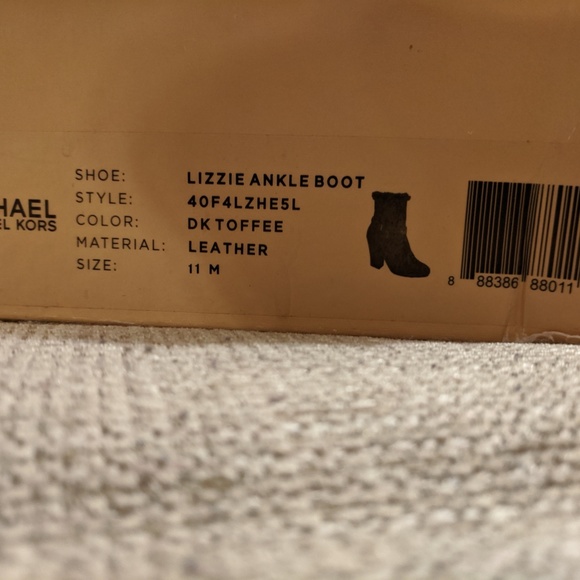 SHOE: LIZZIE ANKLE BOOT
STYLE: 40F4LZHE5L
COLOR: DK TOFFEE
MATERIAL: LEATHER
SIZE: 11 M
HAEL
EL KORS
8 88386 88011